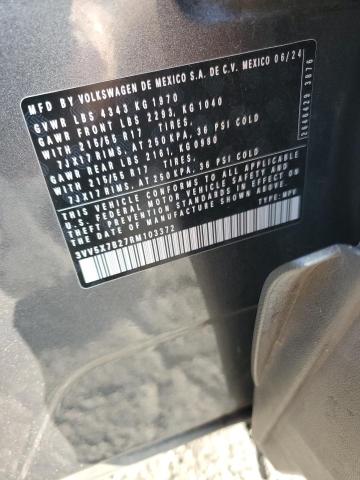 MFD BY VOLKSWAGEN DE MEXICO S.A. DE C.V. MEXICO 06/24
GVWR LBS 4343 KG 1970
GAWR FRONT LBS 2293, KG 1040
WITH 215/55 R17 TIRES,
7JX17 RIMS, AT 250 KPA, 36 PSI COLD
GAWR REAR LBS 2161, KG 0980
WITH 215/55 R17 TIRES,
7JX17 RIMS, AT 250 KPA, 36 PSI COLD
THIS VEHICLE CONFORMS TO ALL APPLICABLE
U.S. FEDERAL MOTOR VEHICLE SAFETY AND
BUMPER STANDARDS IN EFFECT ON THE DATE OF
MANUFACTURE SHOWN ABOVE.
3VV5X7B27RM103372 TYPE: MPV